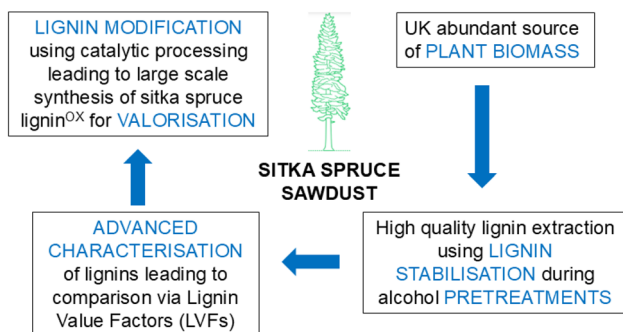 LIGNIN MODIFICATION
using catalytic processing
leading to large scale
synthesis of sitka spruce
lignin^OX for VALORISATION
UK abundant source
of PLANT BIOMASS
SITKA SPRUCE
SAWDUST
ADVANCED
CHARACTERISATION
of lignins leading to
comparison via Lignin
Value Factors (LVFs)
High quality lignin extraction
using LIGNIN
STABILISATION during
alcohol PRETREATMENTS